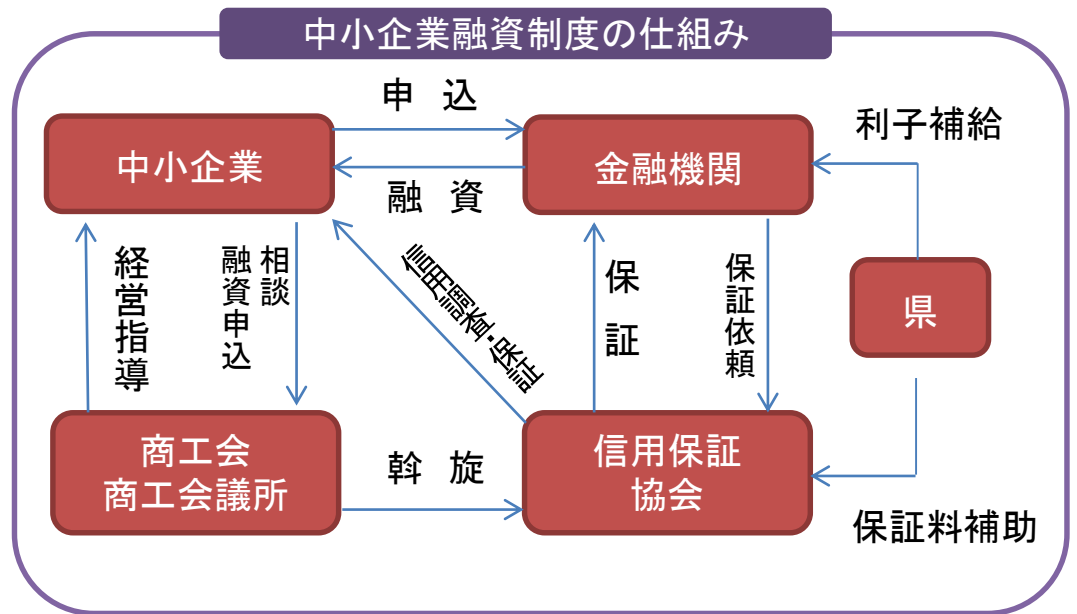 中小企業融資制度の仕組み
申 込
利子補給
中小企業
金融機関
融 資
経営指導
相談
融資申込
信用調査・保証
保証
保証依頼
県
商工会
商工会議所
斡 旋
信用保証
協会
保証料補助